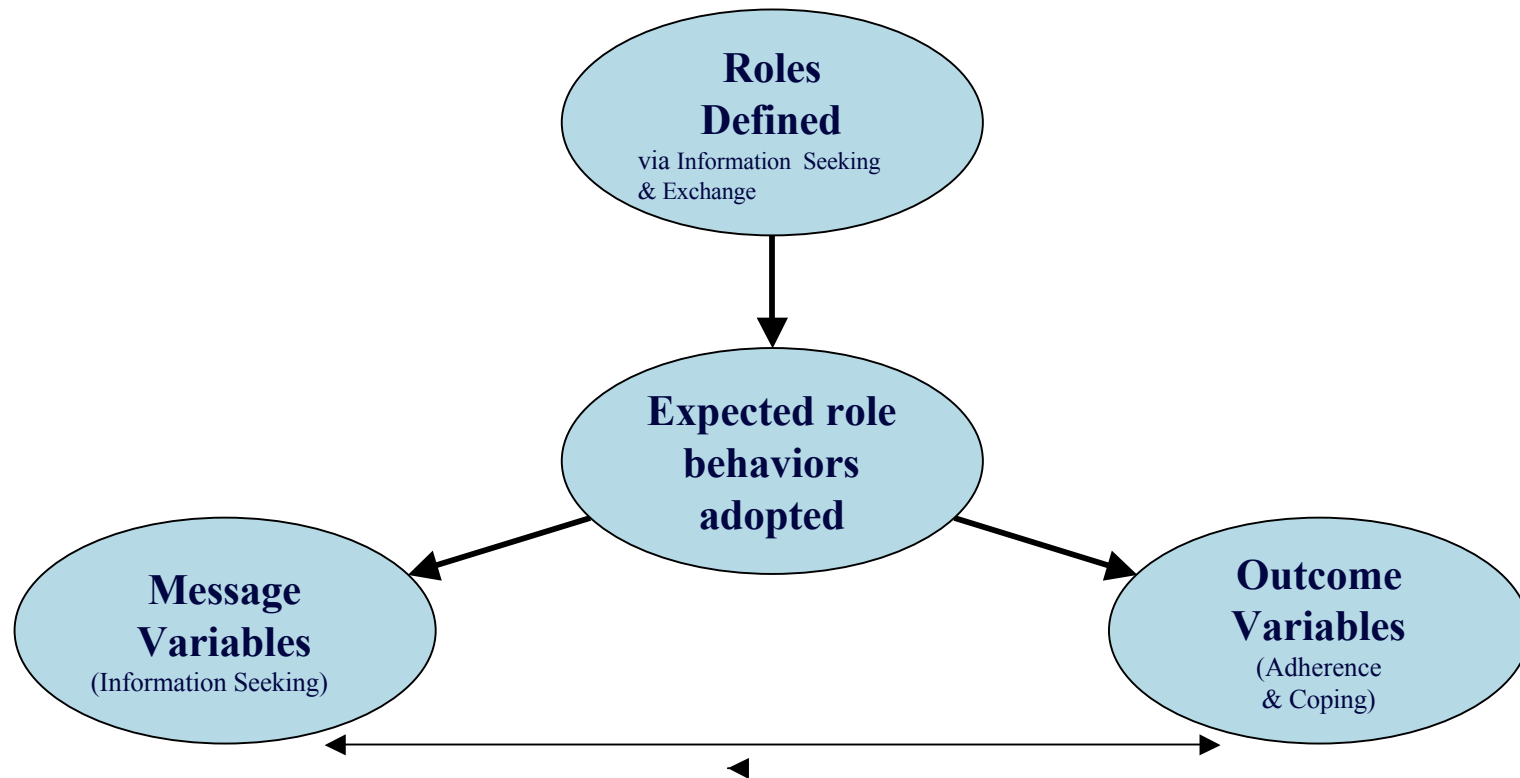 Roles
Defined
via Information Seeking
& Exchange
Expected role
behaviors
adopted
Message
Variables
(Information Seeking)
Outcome
Variables
(Adherence
& Coping)